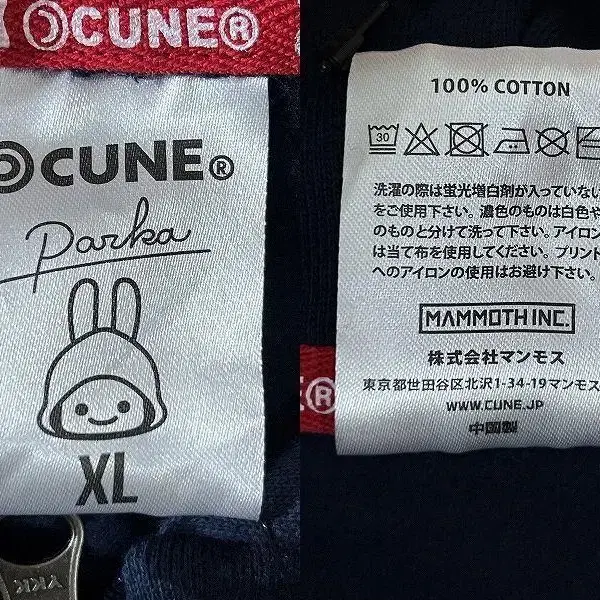 CUNE®
CUNE®
Parka
XL
YKK
100% COTTON
30
洗濯の際は蛍光増白剤が入っていない
をご使用下さい。濃色のものは白色や
のものと分けて洗って下さい。アイロン
は当て布を使用してください。プリント
へのアイロンの使用はお避け下さい。
MAMMOTH INC.
株式会社マンモス
東京都世田谷区北沢1-34-19マンモス
WWW.CUNE.JP
中国製